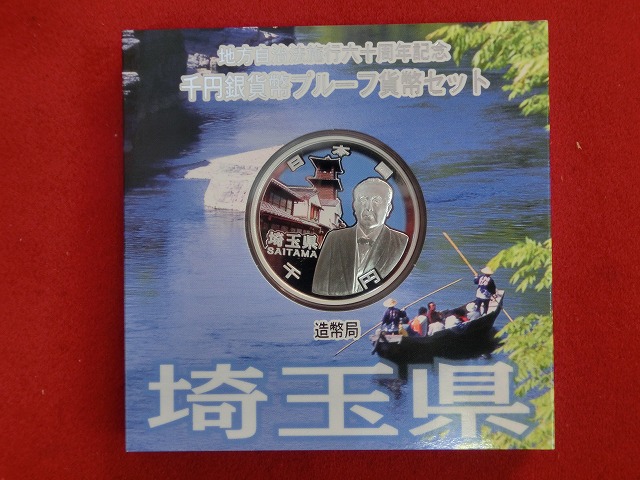 地方自治法施行六十周年記念
千円銀貨幣プルーフ貨幣セット
日本国
埼玉県
SAITAMA
千円
造幣局
埼玉県